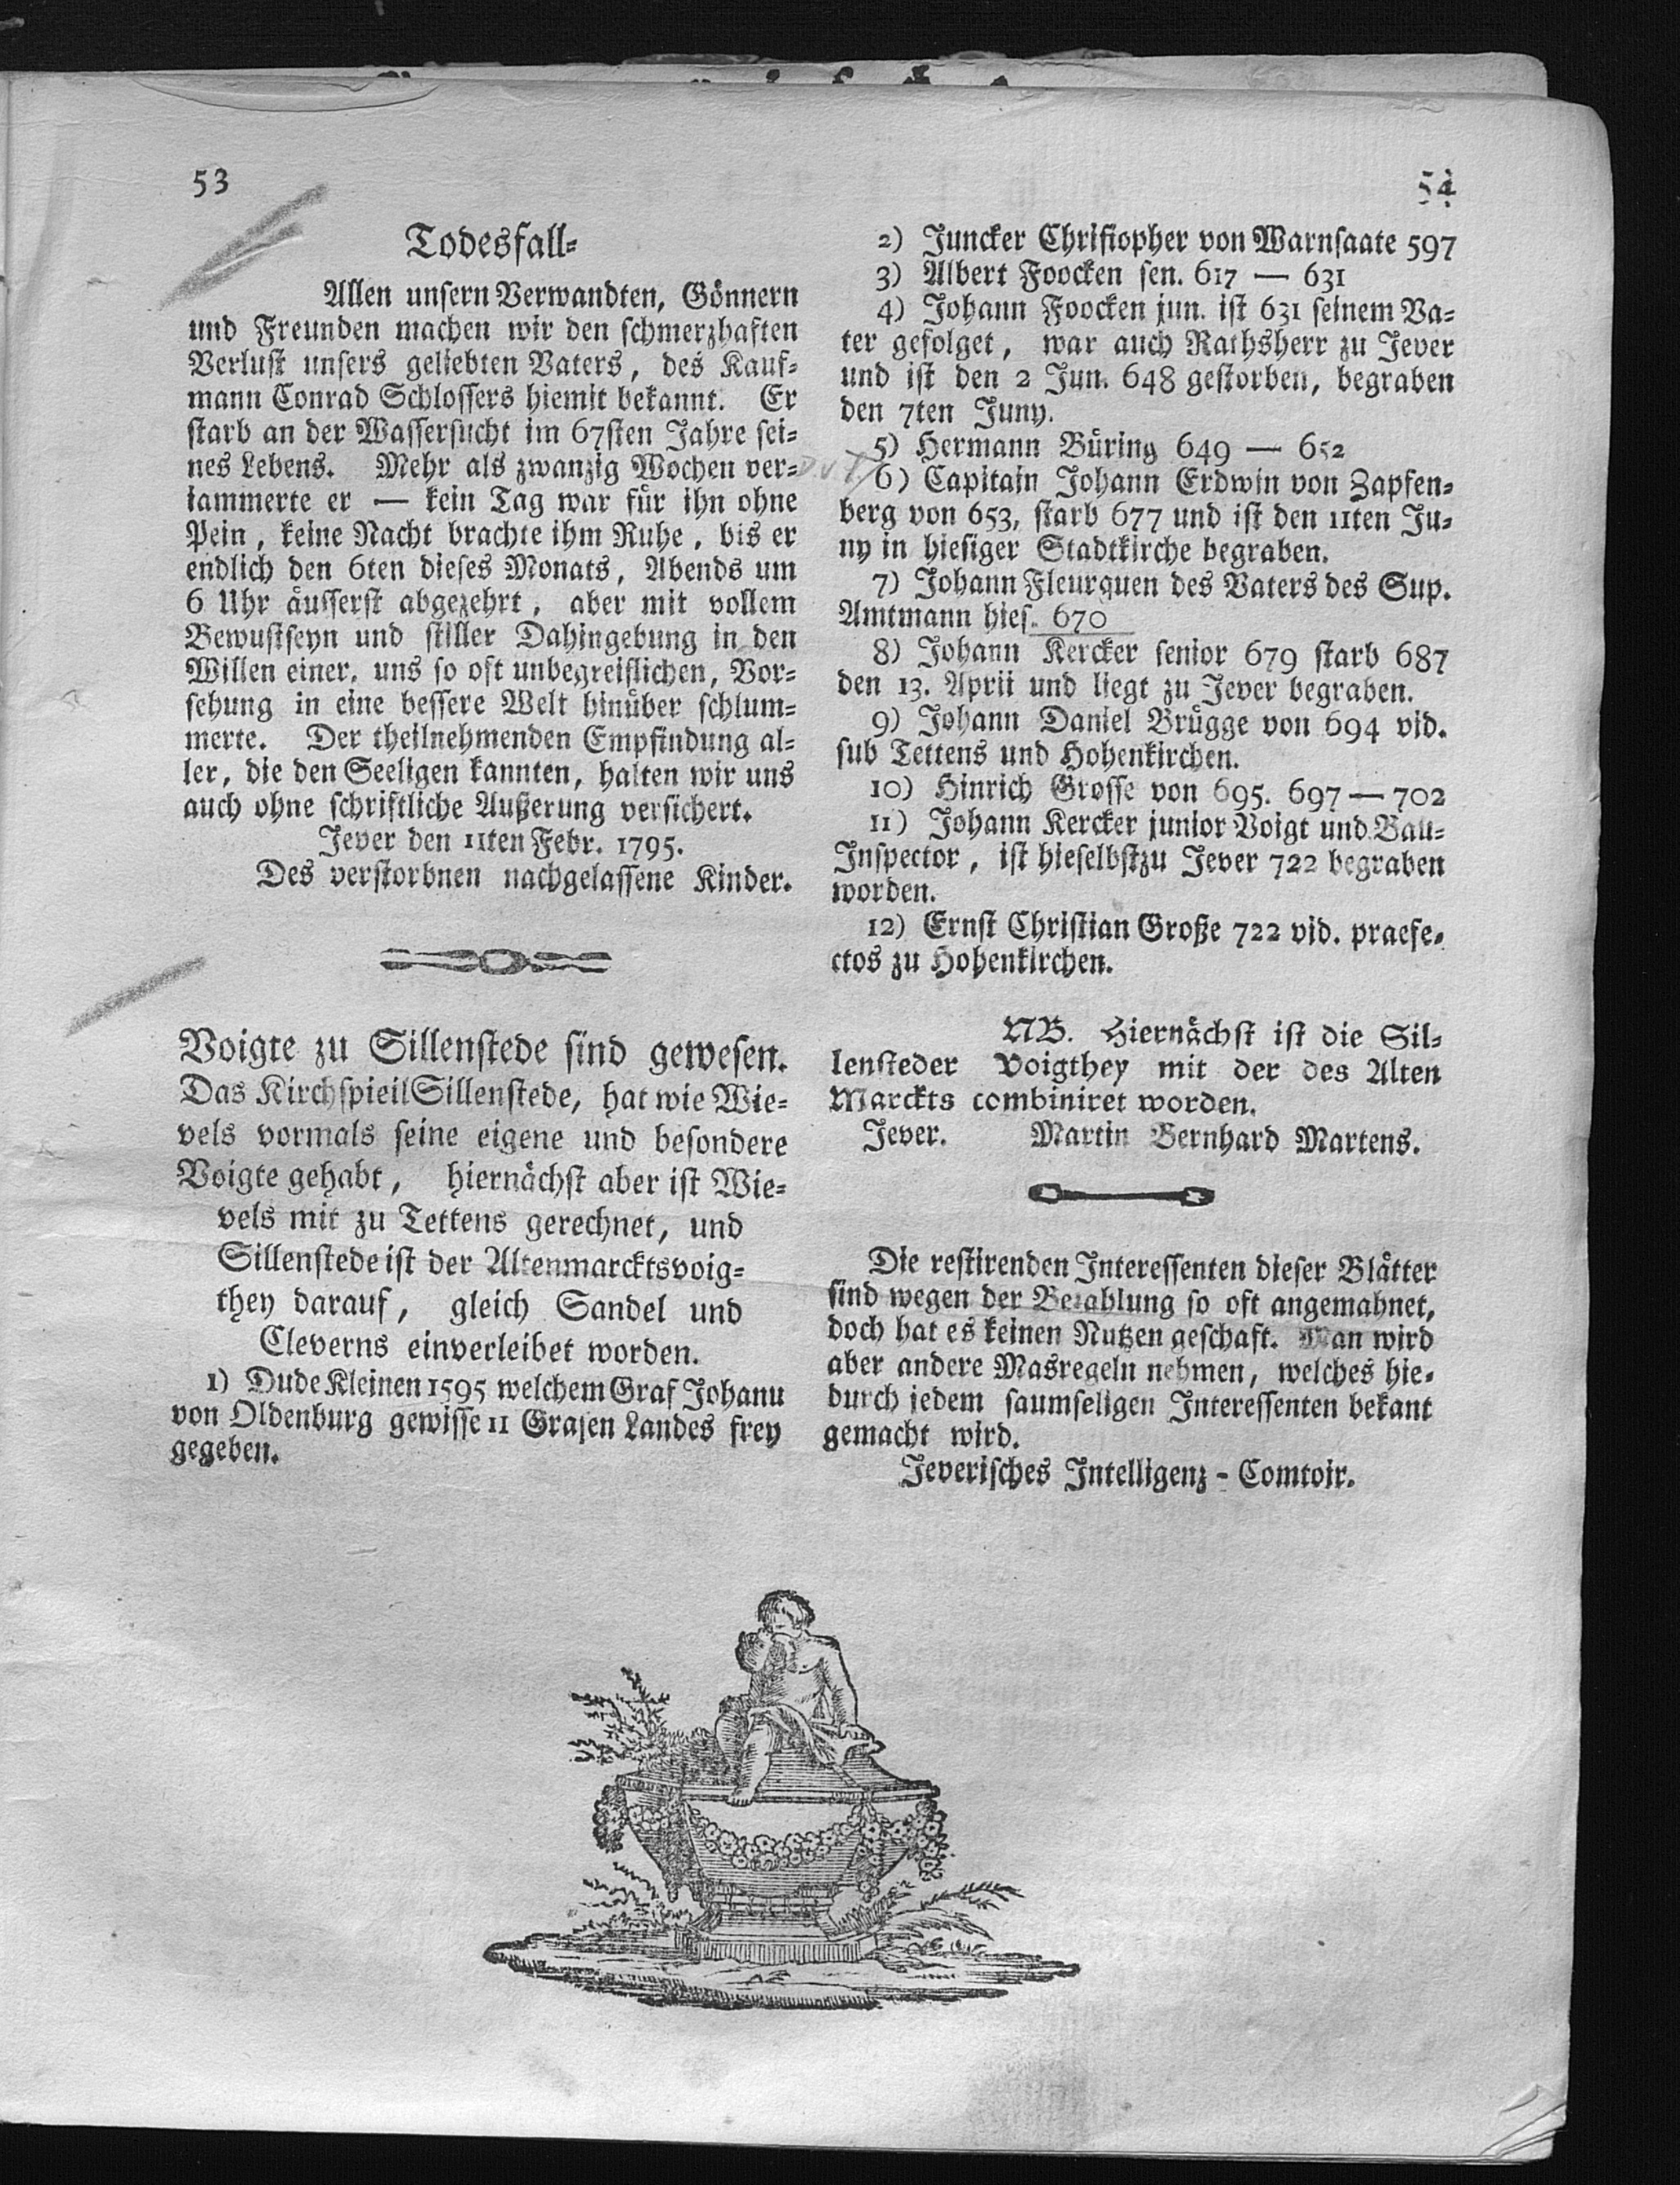 53
Todesfall-
Allen unsern Verwandten, Gönnern
und Freunden machen wir den schmerzhaften
Verlust unsers geliebten Vaters, des Kauf-
mann Conrad Schlossers hiemit bekannt. Er
starb an der Wassersucht im 67sten Jahre sei-
nes Lebens. Mehr als zwanzig Wochen ver-
iammerte er — kein Tag war für ihn ohne
Pein, keine Nacht brachte ihm Ruhe, bis er
endlich den 6ten dieses Monats, Abends um
6 Uhr äusserst abgezehrt, aber mit vollem
Bewustseyn und stiller Dahingebung in den
Willen einer, uns so oft unbegreiflichen, Vor-
sehung in eine bessere Welt hinüber schlum-
merte. Der theilnehmenden Empfindung al-
ler, die den Seeligen kannten, halten wir uns
auch ohne schriftliche Außerung versichert.
Jever den 11ten Febr. 1795.
Des verstorbnen nachgelassene Kinder.
Voigte zu Sillenstede sind gewesen.
Das Kirchspieil Sillenstede, hat wie Wie-
vels vormals seine eigene und besondere
Voigte gehabt, hiernächst aber ist Wie-
vels mit zu Tettens gerechnet, und
Sillenstede ist der Altenmarcktsvoig-
they darauf, gleich Sandel und
Cleverns einverleibet worden.
1) Dude Kleinen 1595 welchem Graf Johanu
von Oldenburg gewisse 11 Grasen Landes frey
gegeben.
54
2) Juncker Christopher von Warnsaate 597
3) Albert Foocken sen. 617 — 631
4) Johann Foocken jun. ist 631 seinem Va-
ter gefolget, war auch Rathsherr zu Jever
und ist den 2 Jun. 648 gestorben, begraben
den 7ten Juny.
5) Hermann Büring 649 — 652
6) Capitain Johann Erdwin von Zapfen-
berg von 653, starb 677 und ist den 11ten Ju-
ny in hiesiger Stadtkirche begraben.
7) Johann Fleurquen des Vaters des Sup.
Amtmann hies. 670
8) Johann Kercker senior 679 starb 687
den 13. Aprii und liegt zu Jever begraben.
9) Johann Daniel Brügge von 694 vid.
sub Tettens und Hohenkirchen.
10) Hinrich Grosse von 695. 697 — 702
11) Johann Kercker junior Voigt und Bau-
Inspector, ist hieselbstzu Jever 722 begraben
worden.
12) Ernst Christian Große 722 vid. praefe-
ctos zu Hohenkirchen.
NB. Hiernächst ist die Sil-
lensteder Voigthey mit der des Alten
Marckts combiniret worden.
Jever. Martin Bernhard Martens.
Die restirenden Interessenten dieser Blätter
sind wegen der Bezahlung so oft angemahnet,
doch hat es keinen Nutzen geschaft. Man wird
aber andere Masregeln nehmen, welches hie-
durch jedem saumseligen Interessenten bekant
gemacht wird.
Jeverisches Intelligenz-Comtoir.